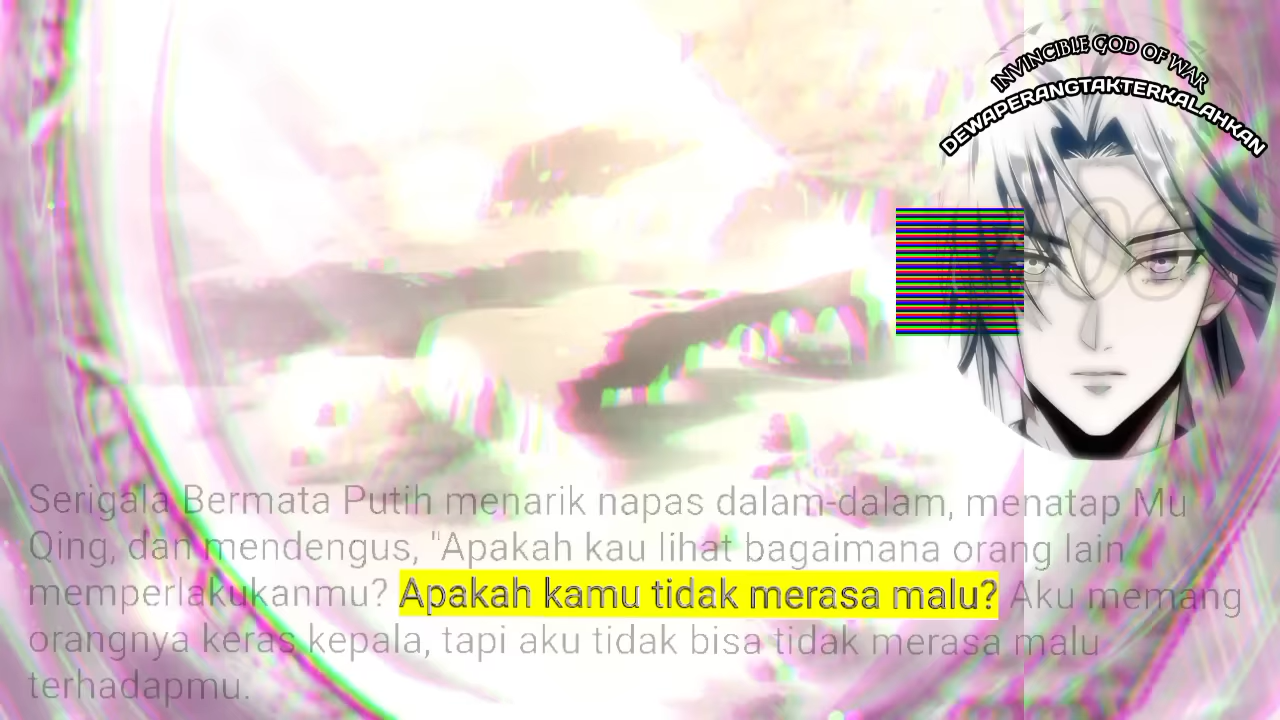 INVINCIBLE GOD OF WAR
DEWAPERANGTAKTERKALAHKAN
Serigala Bermata Putih menarik napas dalam-dalam, menatap Mu
Qing, dan mendengus, "Apakah kau lihat bagaimana orang lain
memperlakukanmu? Apakah kamu tidak merasa malu? Aku memang
orangnya keras kepala, tapi aku tidak bisa tidak merasa malu
terhadapmu.